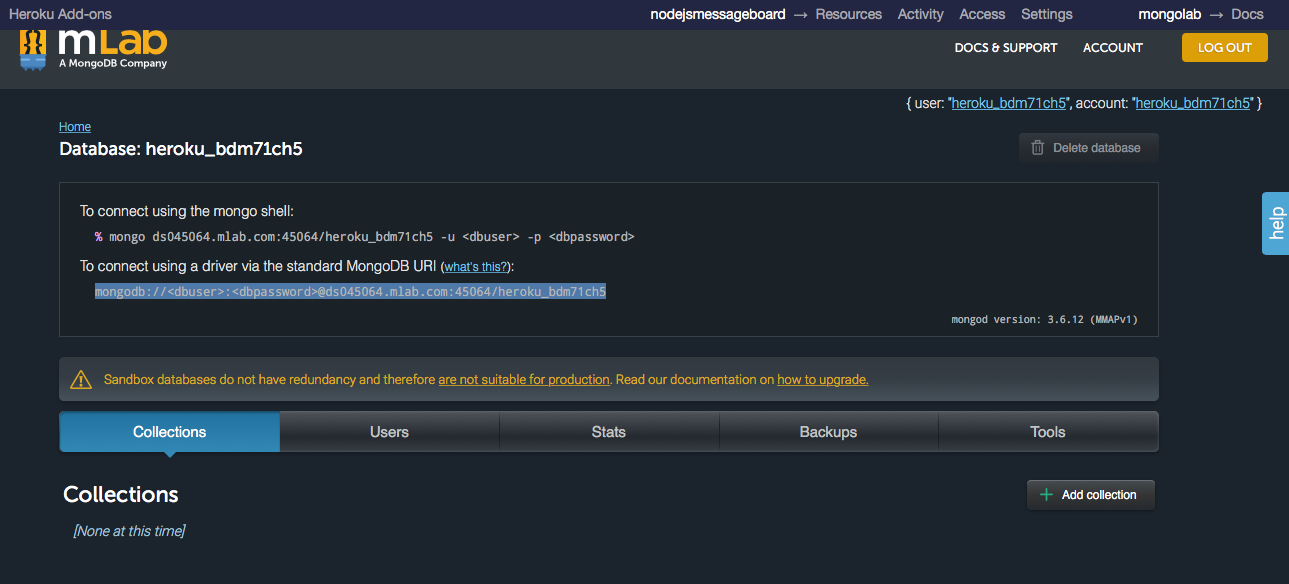 Heroku Add-ons nodejsmessageboard → Resources Activity Access Settings mongolab → Docs
mLab
A MongoDB Company
DOCS & SUPPORT ACCOUNT LOG OUT
{ user: "heroku_bdm71ch5", account: "heroku_bdm71ch5" }
Home
Database: heroku_bdm71ch5
Delete database
To connect using the mongo shell:
% mongo ds045064.mlab.com:45064/heroku_bdm71ch5 -u <dbuser> -p <dbpassword>
To connect using a driver via the standard MongoDB URI (what's this?):
mongodb://<dbuser>:<dbpassword>@ds045064.mlab.com:45064/heroku_bdm71ch5
mongod version: 3.6.12 (MMAPv1)
help
Sandbox databases do not have redundancy and therefore are not suitable for production. Read our documentation on how to upgrade.
Collections Users Stats Backups Tools
Collections
+ Add collection
[None at this time]